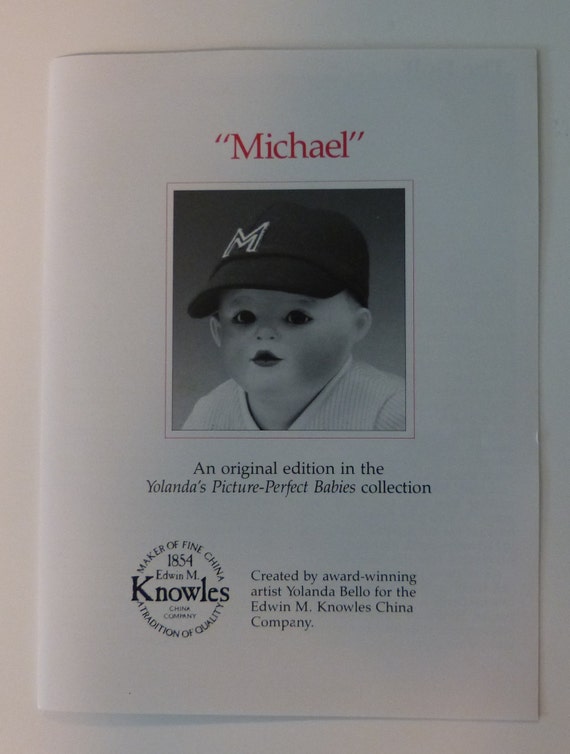 "Michael"
M
An original edition in the
Yolanda's Picture-Perfect Babies collection
MAKER OF FINE CHINA
1854
Edwin M.
Knowles
CHINA
COMPANY
A TRADITION OF QUALITY
Created by award-winning
artist Yolanda Bello for the
Edwin M. Knowles China
Company.